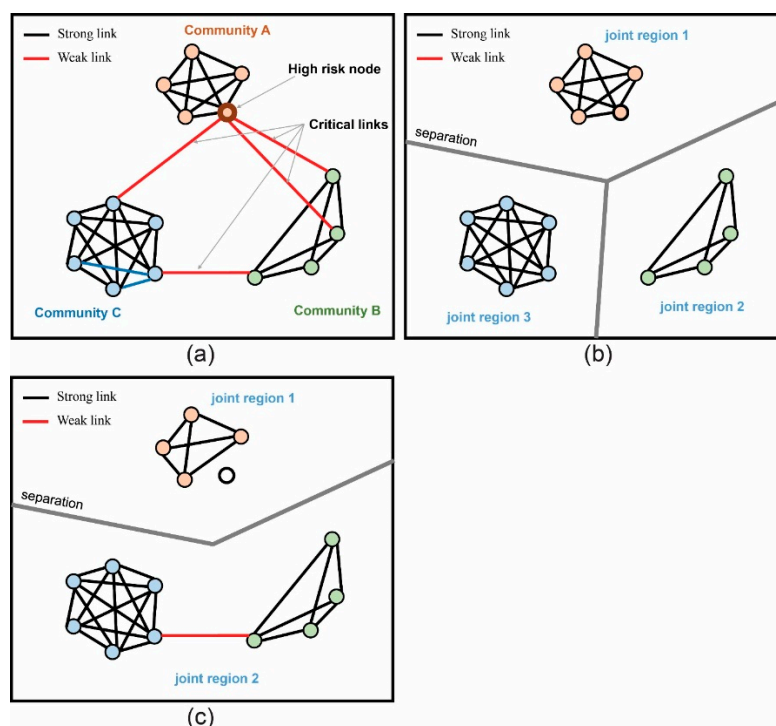 Strong link
Weak link
Community A
High risk node
Critical links
Community C
Community B
(a)
Strong link
Weak link
joint region 1
separation
joint region 3
joint region 2
(b)
Strong link
Weak link
joint region 1
separation
joint region 2
(c)